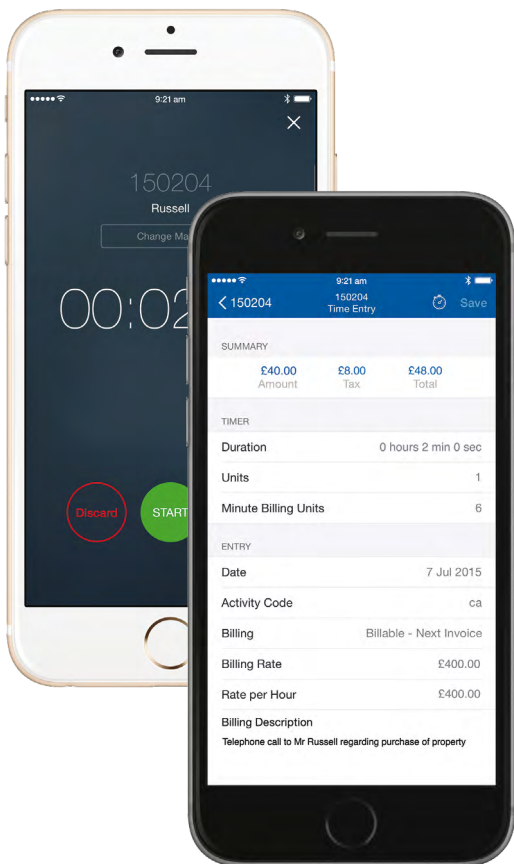 9:21 am
150204
Russell
Change Ma
00:02
Discard
START
9:21 am
150204
150204
Time Entry
Save
SUMMARY
£40.00 £8.00 £48.00
Amount Tax Total
TIMER
Duration 0 hours 2 min 0 sec
Units 1
Minute Billing Units 6
ENTRY
Date 7 Jul 2015
Activity Code ca
Billing Billable - Next Invoice
Billing Rate £400.00
Rate per Hour £400.00
Billing Description
Telephone call to Mr Russell regarding purchase of property